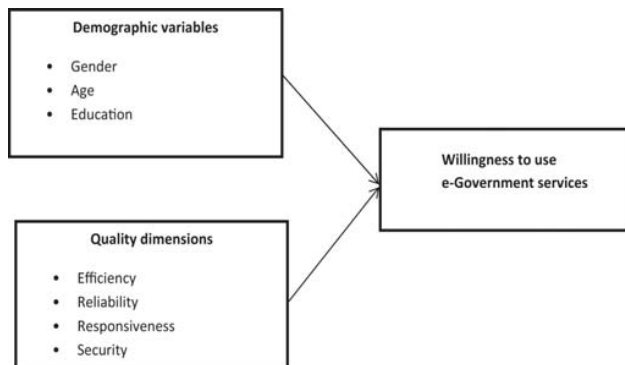 Demographic variables
• Gender
• Age
• Education
Willingness to use
e-Government services
Quality dimensions
• Efficiency
• Reliability
• Responsiveness
• Security